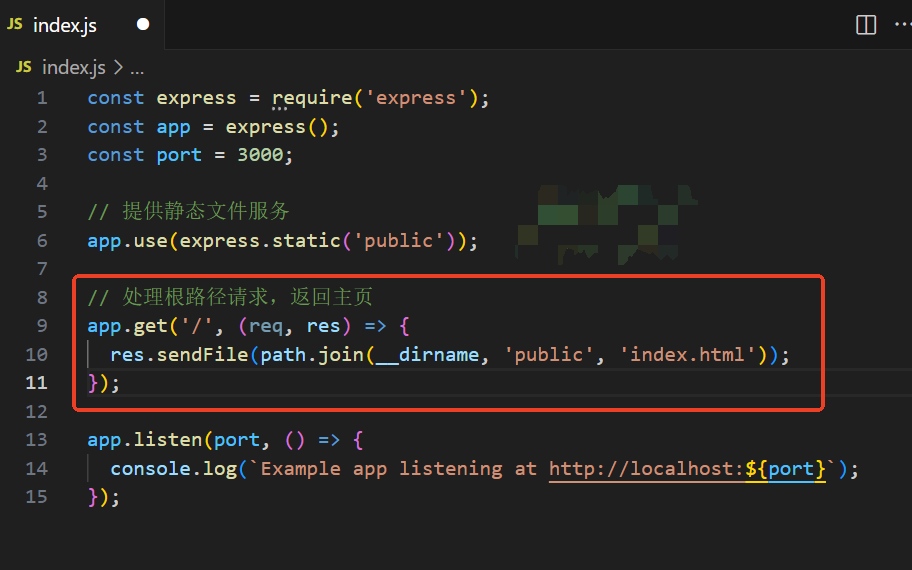 JS index.js
JS index.js > ...
1 const express = require('express');
2 const app = express();
3 const port = 3000;
4
5 // 提供静态文件服务
6 app.use(express.static('public'));
7
8 // 处理根路径请求，返回主页
9 app.get('/', (req, res) => {
10 res.sendFile(path.join(__dirname, 'public', 'index.html'));
11 });
12
13 app.listen(port, () => {
14 console.log(`Example app listening at http://localhost:${port}`);
15 });